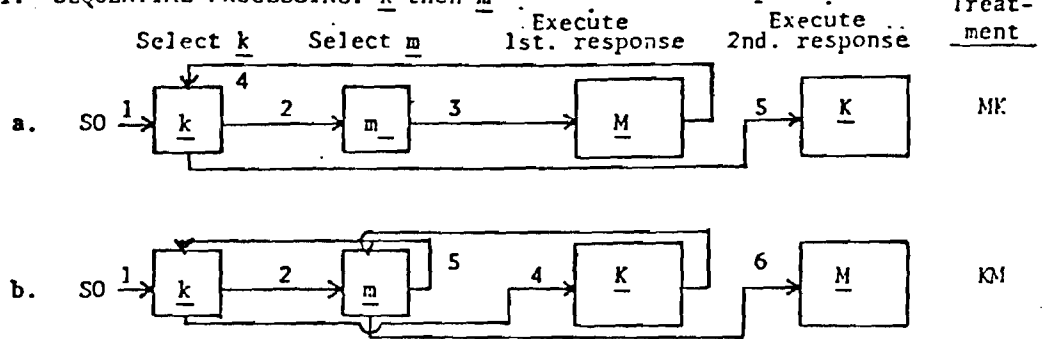 1. SEQUENTIAL PROCESSING: k then m
Treat-
ment
Select k Select m Execute 1st. response Execute 2nd. response
4
a. SO 1 k 2 m 3 M 5 K MK
b. SO 1 k 2 m 5 4 K 6 M KM